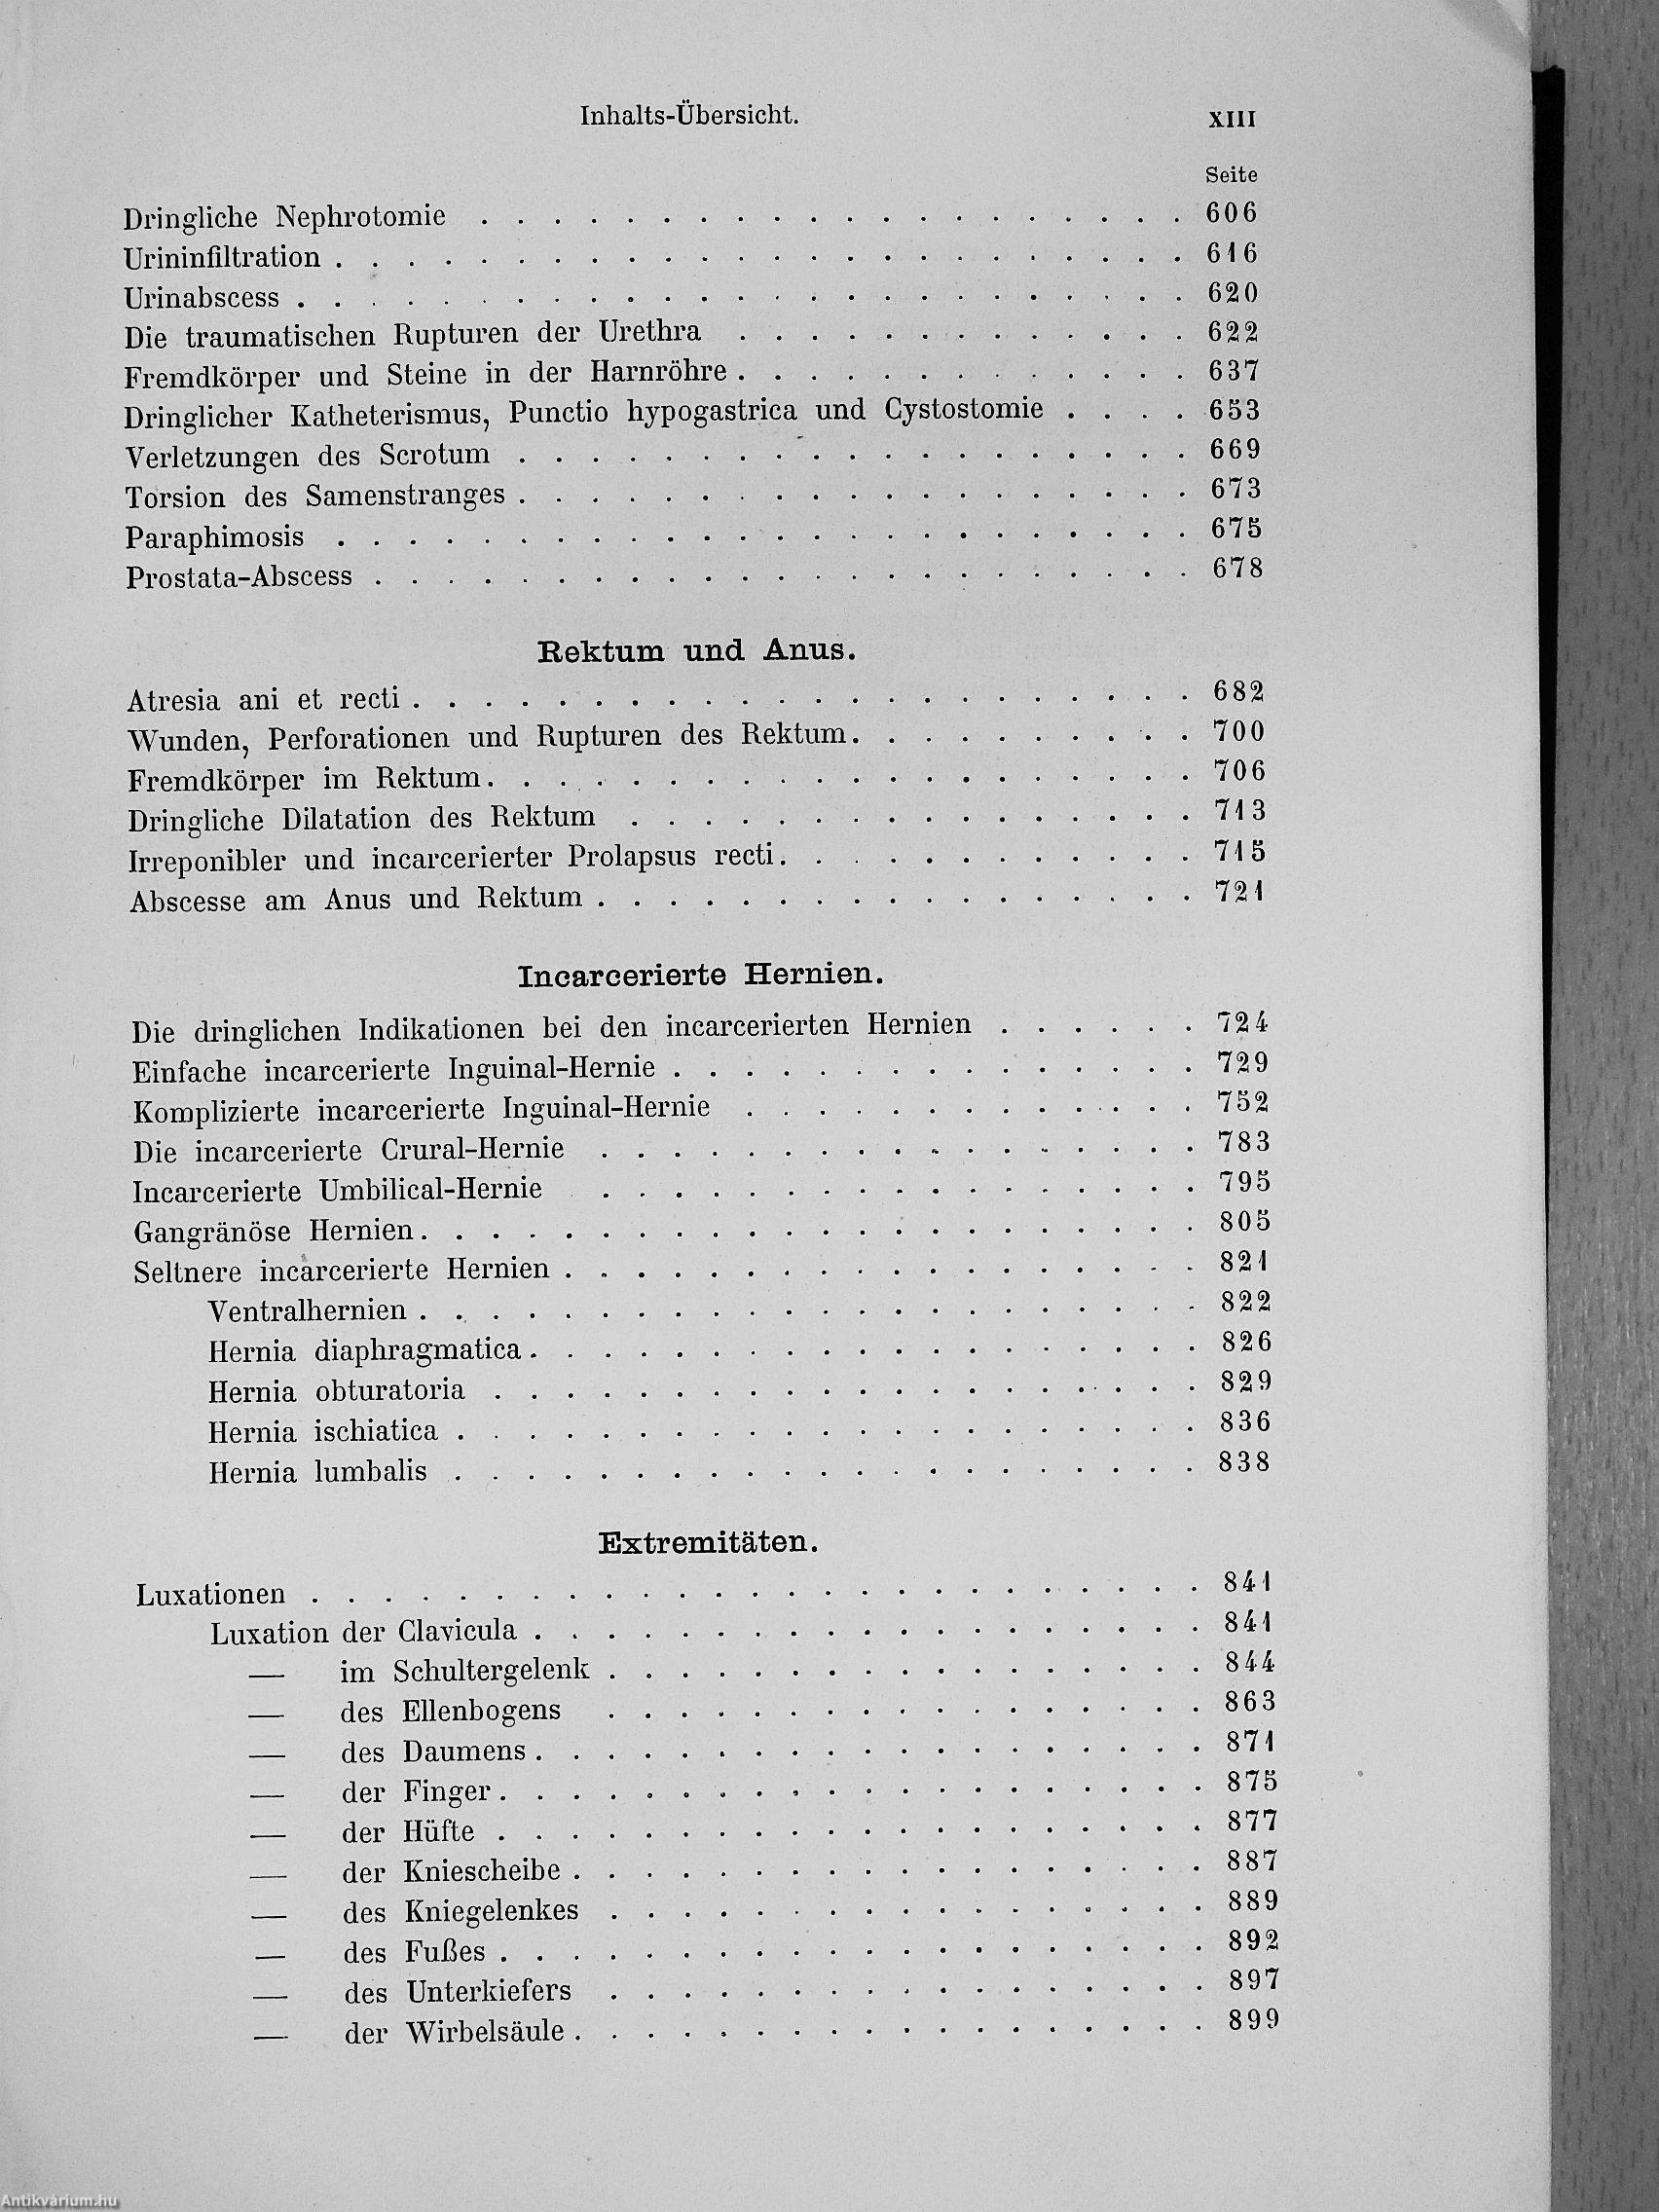 Inhalts-Übersicht. XIII
Seite
Dringliche Nephrotomie . . . . . . . . . . . . . . . . . . . . 606
Urininfiltration . . . . . . . . . . . . . . . . . . . . . . . . 616
Urinabscess . . . . . . . . . . . . . . . . . . . . . . . . . 620
Die traumatischen Rupturen der Urethra . . . . . . . . . . . . . 622
Fremdkörper und Steine in der Harnröhre . . . . . . . . . . . . . 637
Dringlicher Katheterismus, Punctio hypogastrica und Cystostomie . . . . 653
Verletzungen des Scrotum . . . . . . . . . . . . . . . . . . . 669
Torsion des Samenstranges . . . . . . . . . . . . . . . . . . . 673
Paraphimosis . . . . . . . . . . . . . . . . . . . . . . . . 675
Prostata-Abscess . . . . . . . . . . . . . . . . . . . . . . . 678
Rektum und Anus.
Atresia ani et recti . . . . . . . . . . . . . . . . . . . . . . 682
Wunden, Perforationen und Rupturen des Rektum . . . . . . . . . . 700
Fremdkörper im Rektum . . . . . . . . . . . . . . . . . . . . 706
Dringliche Dilatation des Rektum . . . . . . . . . . . . . . . . 713
Irreponibler und incarcerierter Prolapsus recti . . . . . . . . . . . . 715
Abscesse am Anus und Rektum . . . . . . . . . . . . . . . . . 721
Incarcerierte Hernien.
Die dringlichen Indikationen bei den incarcerierten Hernien . . . . . . 724
Einfache incarcerierte Inguinal-Hernie . . . . . . . . . . . . . . . 729
Komplizierte incarcerierte Inguinal-Hernie . . . . . . . . . . . . . 752
Die incarcerierte Crural-Hernie . . . . . . . . . . . . . . . . . 783
Incarcerierte Umbilical-Hernie . . . . . . . . . . . . . . . . . 795
Gangränöse Hernien . . . . . . . . . . . . . . . . . . . . . . 805
Seltnere incarcerierte Hernien . . . . . . . . . . . . . . . . . . 821
Ventralhernien . . . . . . . . . . . . . . . . . . . . . . 822
Hernia diaphragmatica . . . . . . . . . . . . . . . . . . . 826
Hernia obturatoria . . . . . . . . . . . . . . . . . . . . 829
Hernia ischiatica . . . . . . . . . . . . . . . . . . . . . 836
Hernia lumbalis . . . . . . . . . . . . . . . . . . . . . 838
Extremitäten.
Luxationen . . . . . . . . . . . . . . . . . . . . . . . . . 841
Luxation der Clavicula . . . . . . . . . . . . . . . . . . . 841
— im Schultergelenk . . . . . . . . . . . . . . . . . 844
— des Ellenbogens . . . . . . . . . . . . . . . . . 863
— des Daumens . . . . . . . . . . . . . . . . . . . 871
— der Finger . . . . . . . . . . . . . . . . . . . . 875
— der Hüfte . . . . . . . . . . . . . . . . . . . . 877
— der Kniescheibe . . . . . . . . . . . . . . . . . . 887
— des Kniegelenkes . . . . . . . . . . . . . . . . . 889
— des Fußes . . . . . . . . . . . . . . . . . . . . 892
— des Unterkiefers . . . . . . . . . . . . . . . . . 897
— der Wirbelsäule . . . . . . . . . . . . . . . . . . 899
Antikvárium.hu